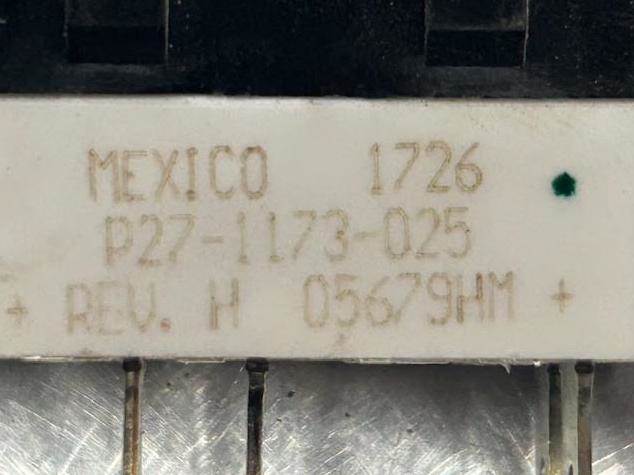 MEXICO 1726
P27-1173-025
+ REV. H 05679HM +